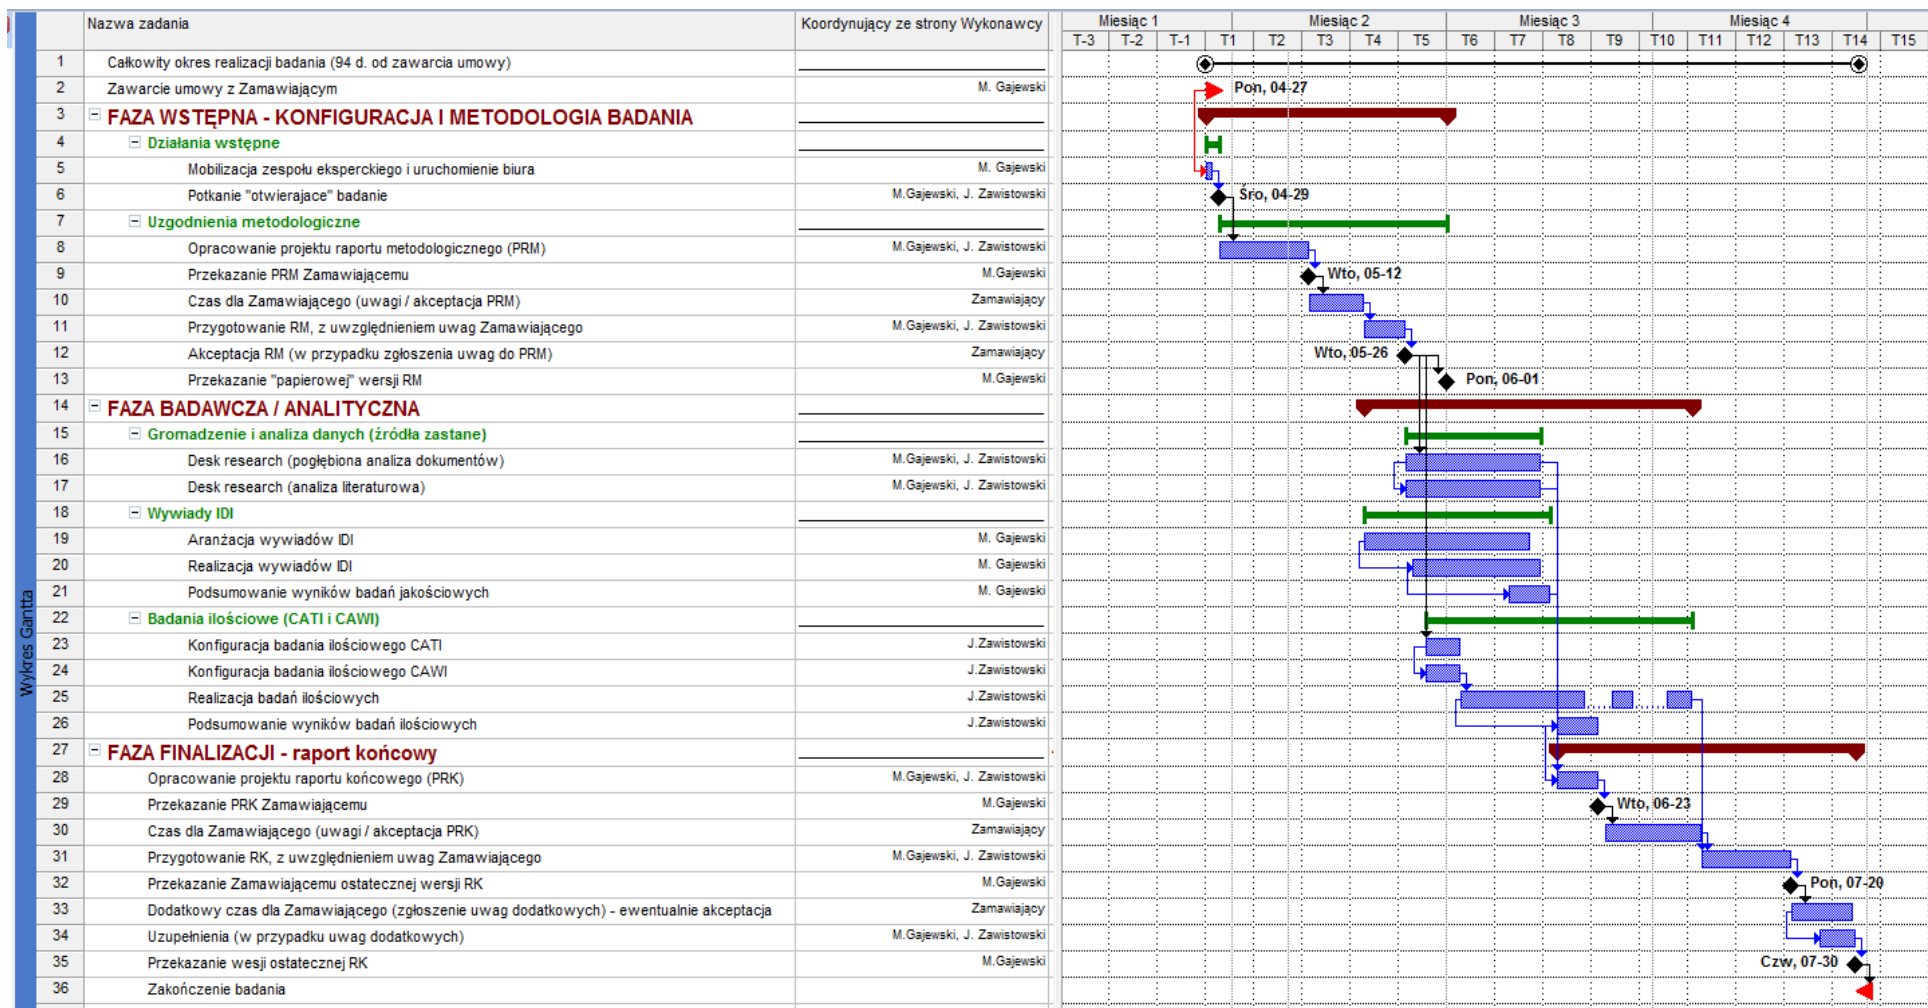 Wykres Gantta
Nazwa zadania Koordynujący ze strony Wykonawcy Miesiąc 1 Miesiąc 2 Miesiąc 3 Miesiąc 4
T-3 T-2 T-1 T1 T2 T3 T4 T5 T6 T7 T8 T9 T10 T11 T12 T13 T14 T15
1 Całkowity okres realizacji badania (94 d. od zawarcia umowy)
2 Zawarcie umowy z Zamawiającym M. Gajewski Pon, 04-27
3 FAZA WSTĘPNA - KONFIGURACJA I METODOLOGIA BADANIA
4 Działania wstępne
5 Mobilizacja zespołu eksperckiego i uruchomienie biura M. Gajewski
6 Potkanie "otwierajace" badanie M.Gajewski, J. Zawistowski Śro, 04-29
7 Uzgodnienia metodologiczne
8 Opracowanie projektu raportu metodologicznego (PRM) M.Gajewski, J. Zawistowski
9 Przekazanie PRM Zamawiającemu M.Gajewski Wto, 05-12
10 Czas dla Zamawiającego (uwagi / akceptacja PRM) Zamawiający
11 Przygotowanie RM, z uwzględnieniem uwag Zamawiającego M.Gajewski, J. Zawistowski
12 Akceptacja RM (w przypadku zgłoszenia uwag do PRM) Zamawiający Wto, 05-26
13 Przekazanie "papierowej" wersji RM M.Gajewski Pon, 06-01
14 FAZA BADAWCZA / ANALITYCZNA
15 Gromadzenie i analiza danych (źródła zastane)
16 Desk research (pogłębiona analiza dokumentów) M.Gajewski, J. Zawistowski
17 Desk research (analiza literaturowa) M.Gajewski, J. Zawistowski
18 Wywiady IDI
19 Aranżacja wywiadów IDI M. Gajewski
20 Realizacja wywiadów IDI M. Gajewski
21 Podsumowanie wyników badań jakościowych M. Gajewski
22 Badania ilościowe (CATI i CAWI)
23 Konfiguracja badania ilościowego CATI J.Zawistowski
24 Konfiguracja badania ilościowego CAWI J.Zawistowski
25 Realizacja badań ilościowych J.Zawistowski
26 Podsumowanie wyników badań ilościowych J.Zawistowski
27 FAZA FINALIZACJI - raport końcowy
28 Opracowanie projektu raportu końcowego (PRK) M.Gajewski, J. Zawistowski
29 Przekazanie PRK Zamawiającemu M.Gajewski Wto, 06-23
30 Czas dla Zamawiającego (uwagi / akceptacja PRK) Zamawiający
31 Przygotowanie RK, z uwzględnieniem uwag Zamawiającego M.Gajewski, J. Zawistowski
32 Przekazanie Zamawiającemu ostatecznej wersji RK M.Gajewski Pon, 07-20
33 Dodatkowy czas dla Zamawiającego (zgłoszenie uwag dodatkowych) - ewentualnie akceptacja Zamawiający
34 Uzupełnienia (w przypadku uwag dodatkowych) M.Gajewski, J. Zawistowski
35 Przekazanie wesji ostatecznej RK M.Gajewski Czw, 07-30
36 Zakończenie badania